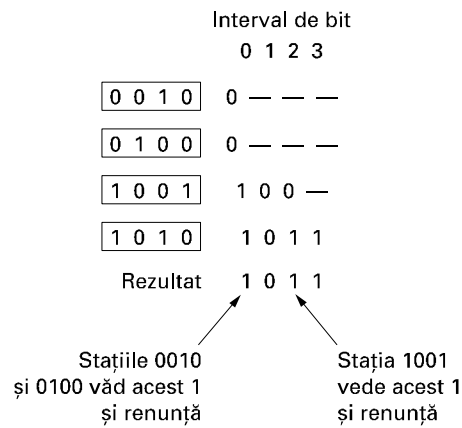 Interval de bit
0 1 2 3
0 0 1 0 0 — — —
0 1 0 0 0 — — —
1 0 0 1 1 0 0 —
1 0 1 0 1 0 1 1
Rezultat 1 0 1 1
Stațiile 0010
și 0100 văd acest 1
și renunță
Stația 1001
vede acest 1
și renunță